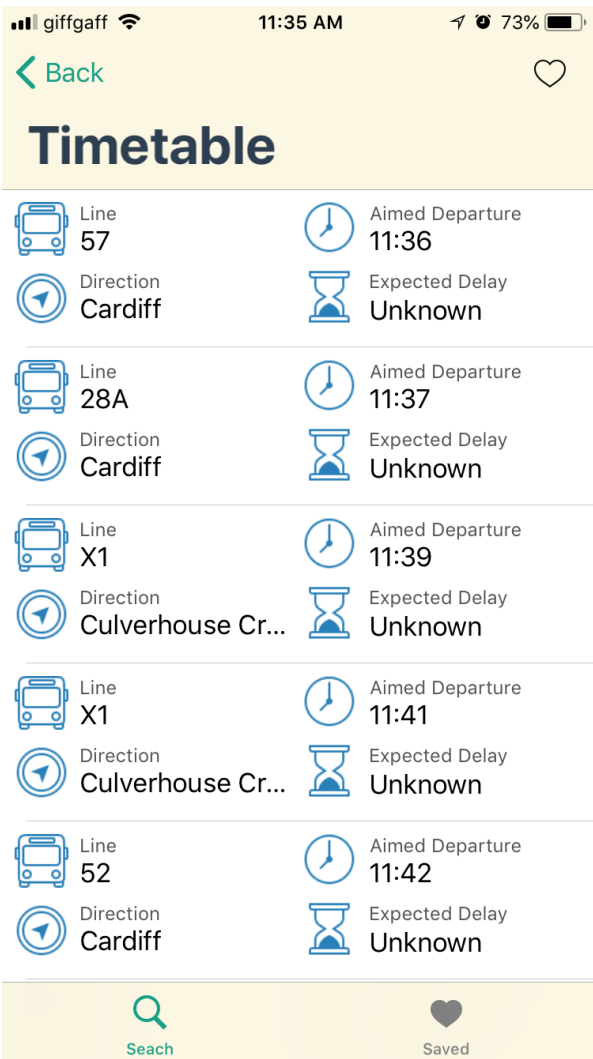 giffgaff 11:35 AM 73%
Back
Timetable
Line Aimed Departure
57 11:36
Direction Expected Delay
Cardiff Unknown
Line Aimed Departure
28A 11:37
Direction Expected Delay
Cardiff Unknown
Line Aimed Departure
X1 11:39
Direction Expected Delay
Culverhouse Cr... Unknown
Line Aimed Departure
X1 11:41
Direction Expected Delay
Culverhouse Cr... Unknown
Line Aimed Departure
52 11:42
Direction Expected Delay
Cardiff Unknown
Seach Saved